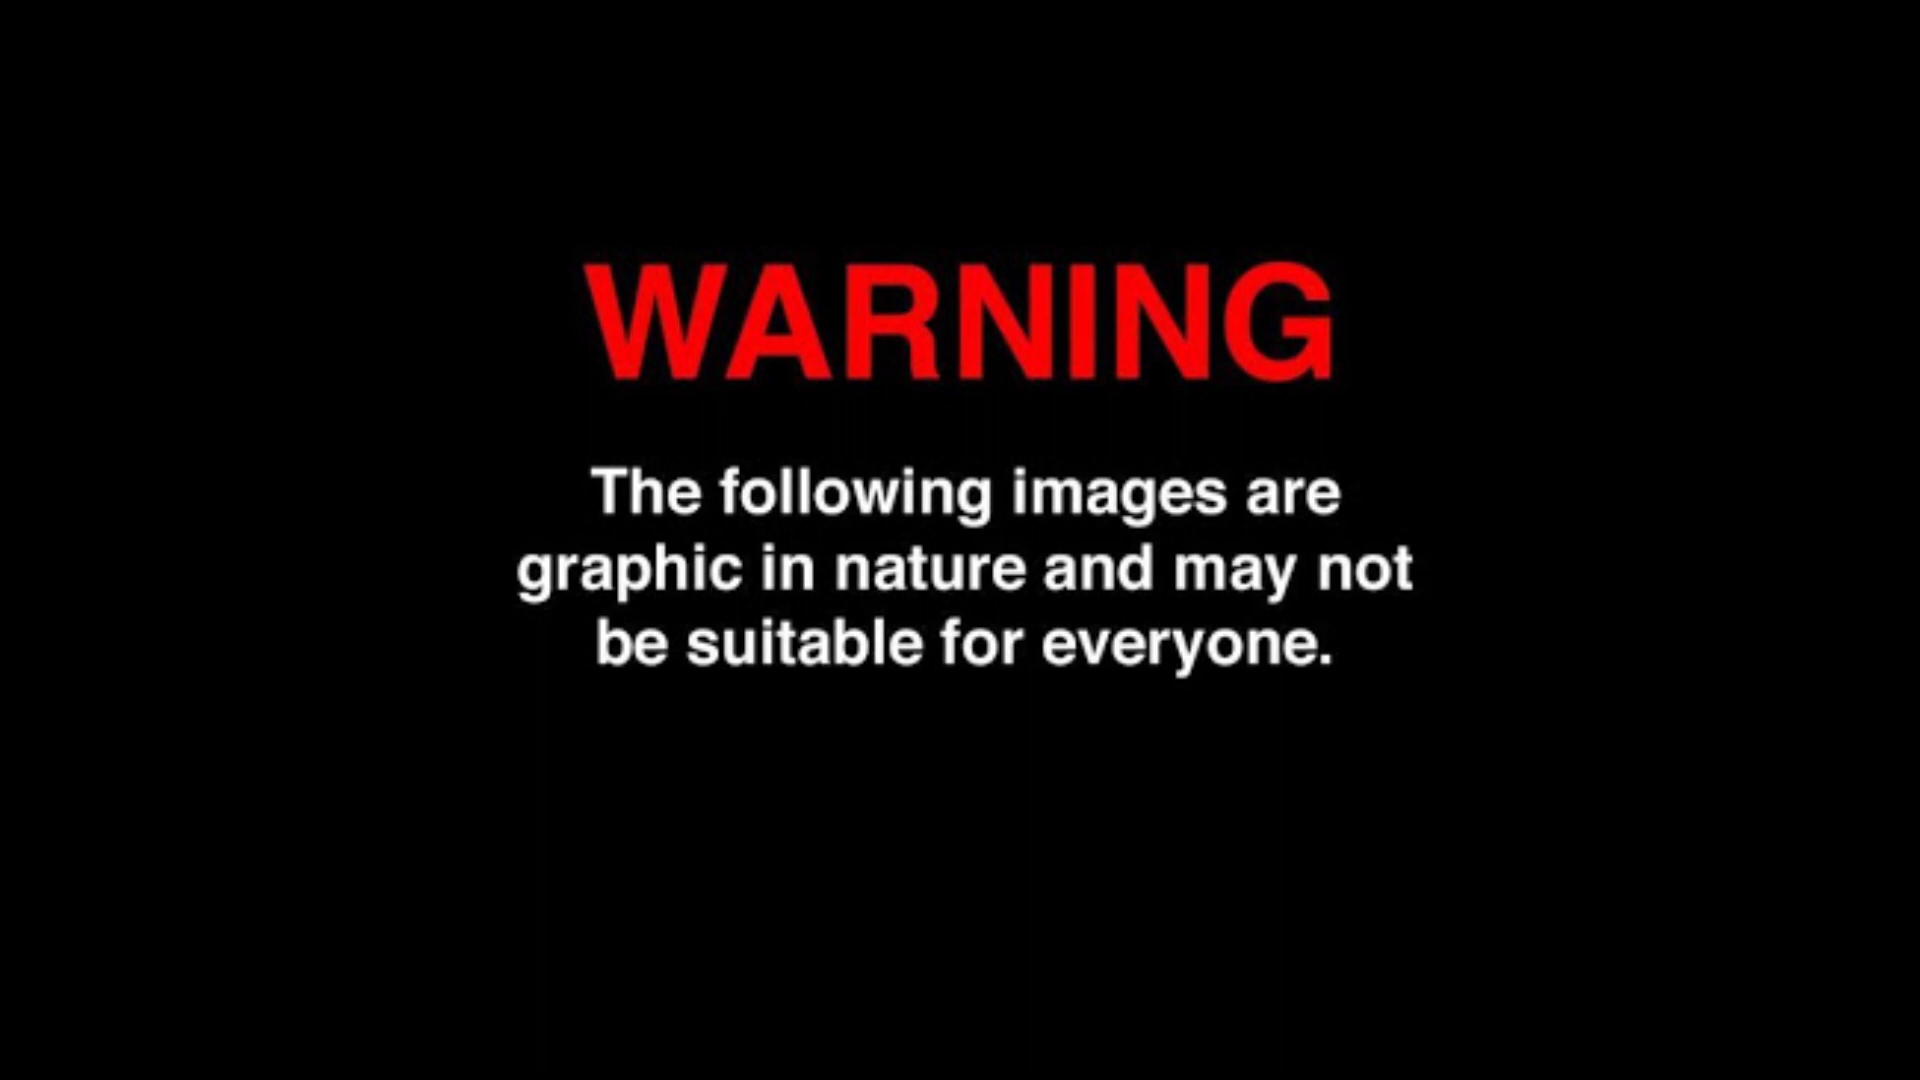 WARNING
The following images are
graphic in nature and may not
be suitable for everyone.